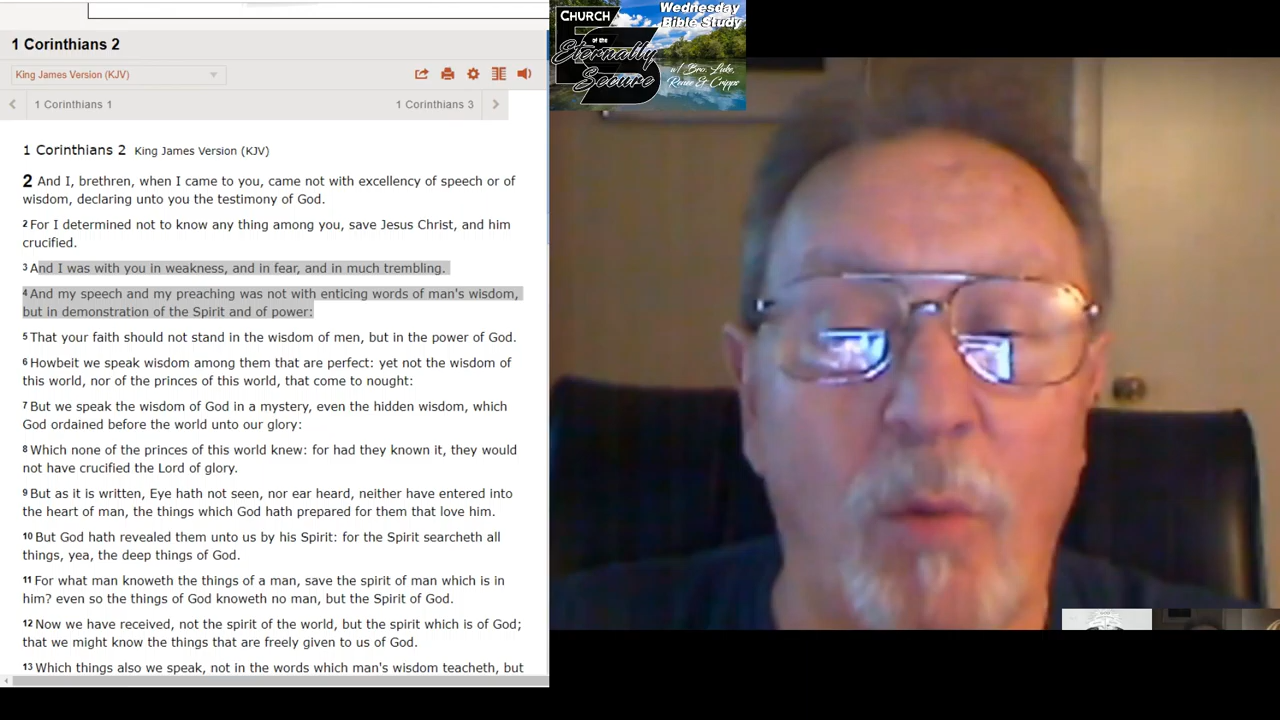 1 Corinthians 2
King James Version (KJV)
1 Corinthians 1
1 Corinthians 3
1 Corinthians 2 King James Version (KJV)
2 And I, brethren, when I came to you, came not with excellency of speech or of
wisdom, declaring unto you the testimony of God.
2 For I determined not to know any thing among you, save Jesus Christ, and him
crucified.
3 And I was with you in weakness, and in fear, and in much trembling.
4 And my speech and my preaching was not with enticing words of man's wisdom,
but in demonstration of the Spirit and of power:
5 That your faith should not stand in the wisdom of men, but in the power of God.
6 Howbeit we speak wisdom among them that are perfect: yet not the wisdom of
this world, nor of the princes of this world, that come to nought:
7 But we speak the wisdom of God in a mystery, even the hidden wisdom, which
God ordained before the world unto our glory:
8 Which none of the princes of this world knew: for had they known it, they would
not have crucified the Lord of glory.
9 But as it is written, Eye hath not seen, nor ear heard, neither have entered into
the heart of man, the things which God hath prepared for them that love him.
10 But God hath revealed them unto us by his Spirit: for the Spirit searcheth all
things, yea, the deep things of God.
11 For what man knoweth the things of a man, save the spirit of man which is in
him? even so the things of God knoweth no man, but the Spirit of God.
12 Now we have received, not the spirit of the world, but the spirit which is of God;
that we might know the things that are freely given to us of God.
13 Which things also we speak, not in the words which man's wisdom teacheth, but
CHURCH
of the
Eternally
Secure
Wednesday
Bible Study
w/ Bro. Luke,
Renee & Cripps